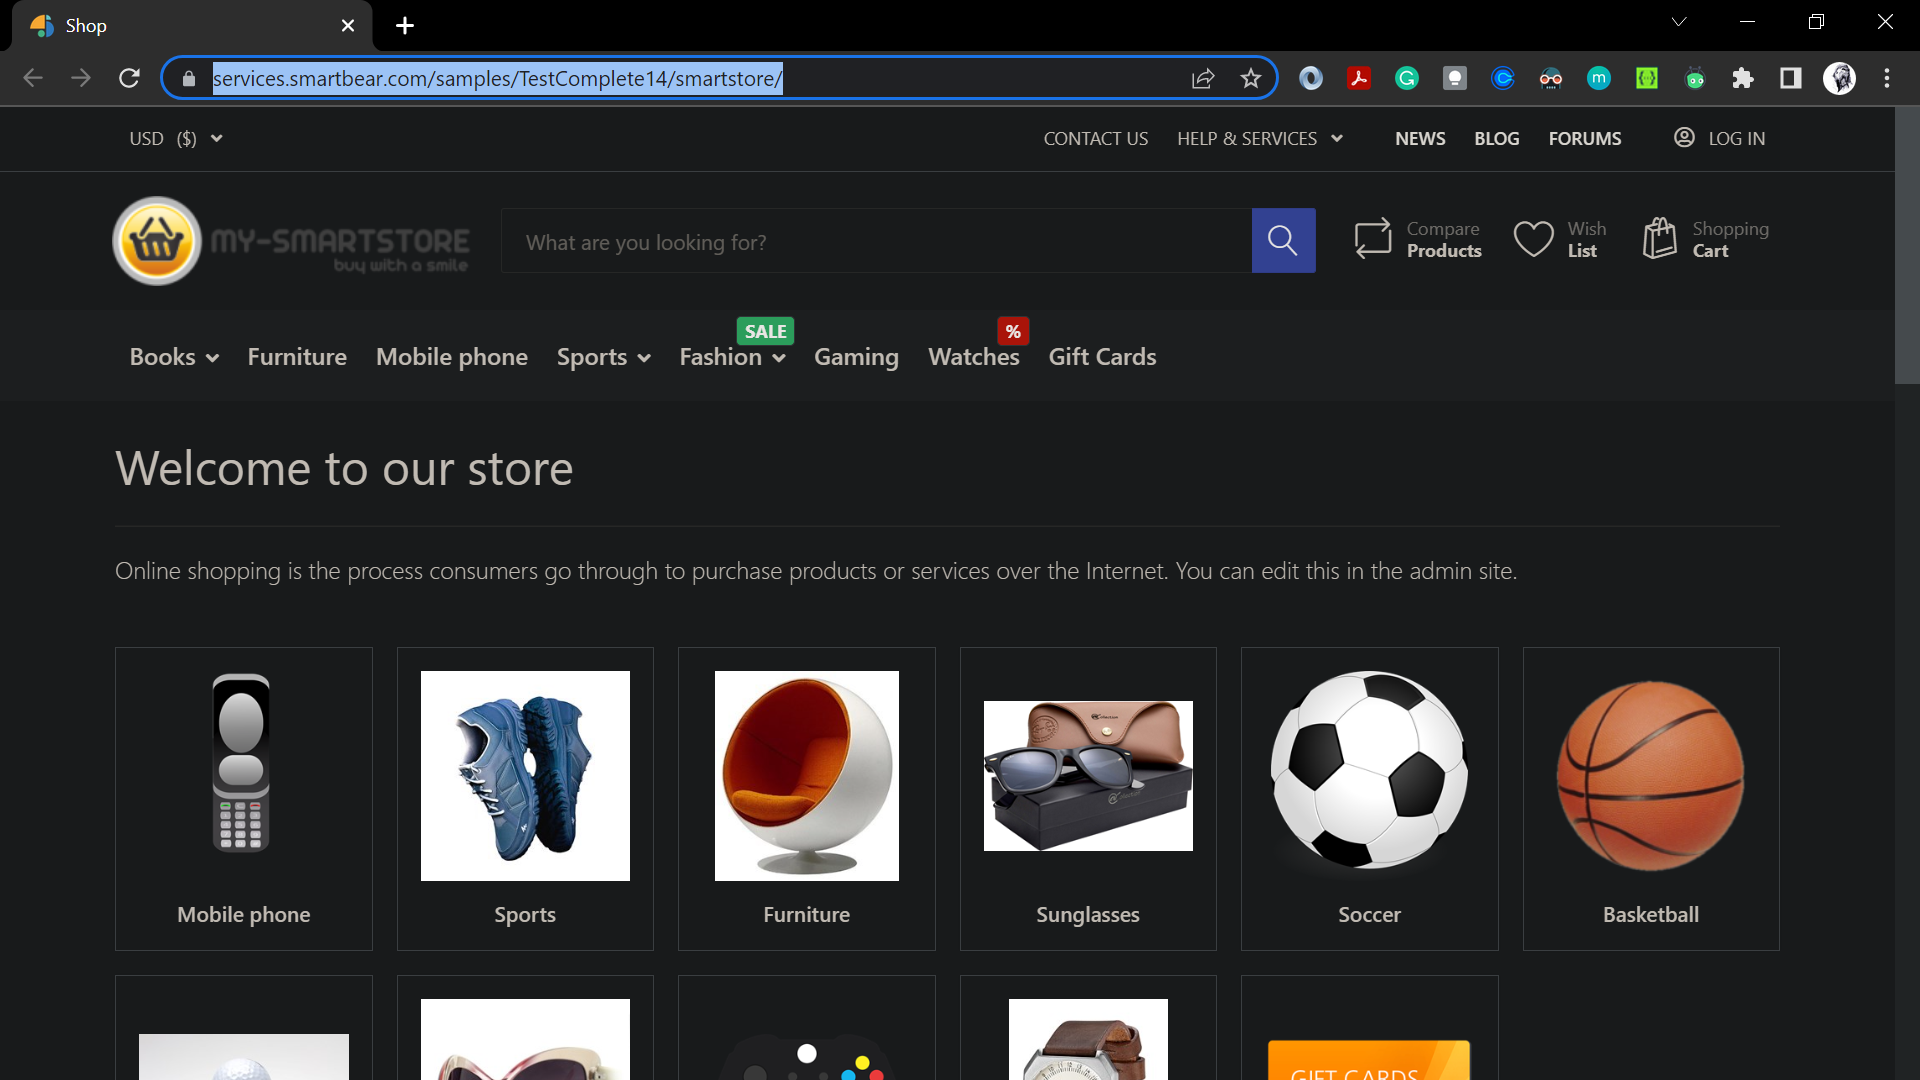 Shop
services.smartbear.com/samples/TestComplete14/smartstore/
USD ($)
CONTACT US
HELP & SERVICES
NEWS
BLOG
FORUMS
LOG IN
MY-SMARTSTORE
buy with a smile
What are you looking for?
Compare
Products
Wish
List
Shopping
Cart
SALE
%
Books
Furniture
Mobile phone
Sports
Fashion
Gaming
Watches
Gift Cards
Welcome to our store
Online shopping is the process consumers go through to purchase products or services over the Internet. You can edit this in the admin site.
Mobile phone
Sports
Furniture
Sunglasses
Soccer
Basketball
GIFT CARDS